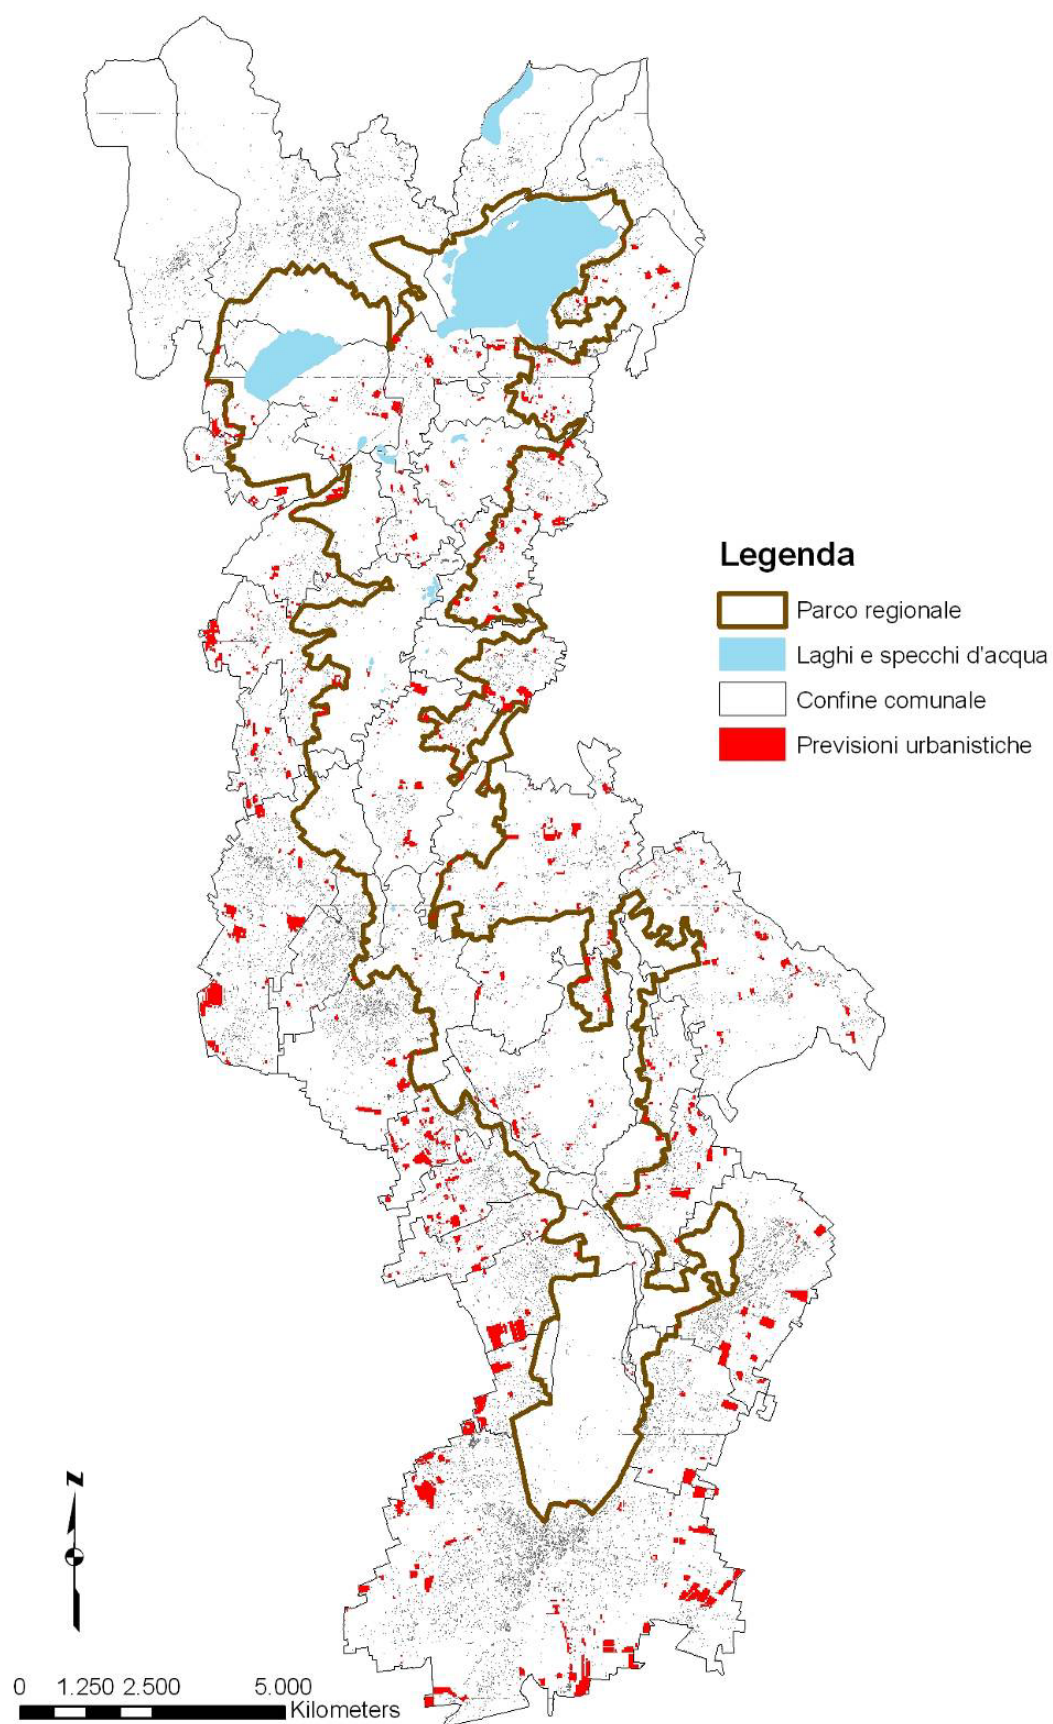 Legenda
Parco regionale
Laghi e specchi d'acqua
Confine comunale
Previsioni urbanistiche
N
0 1.250 2.500 5.000
Kilometers